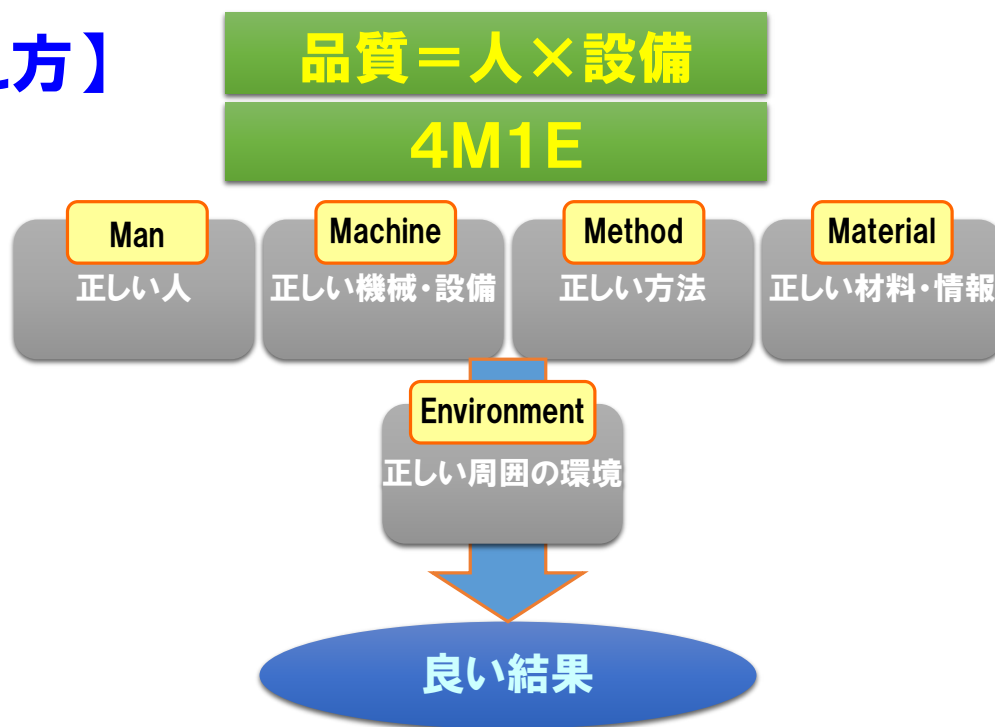 方】
品質＝人×設備
4M1E
Man
Machine
Method
Material
正しい人
正しい機械・設備
正しい方法
正しい材料・情報
Environment
正しい周囲の環境
良い結果